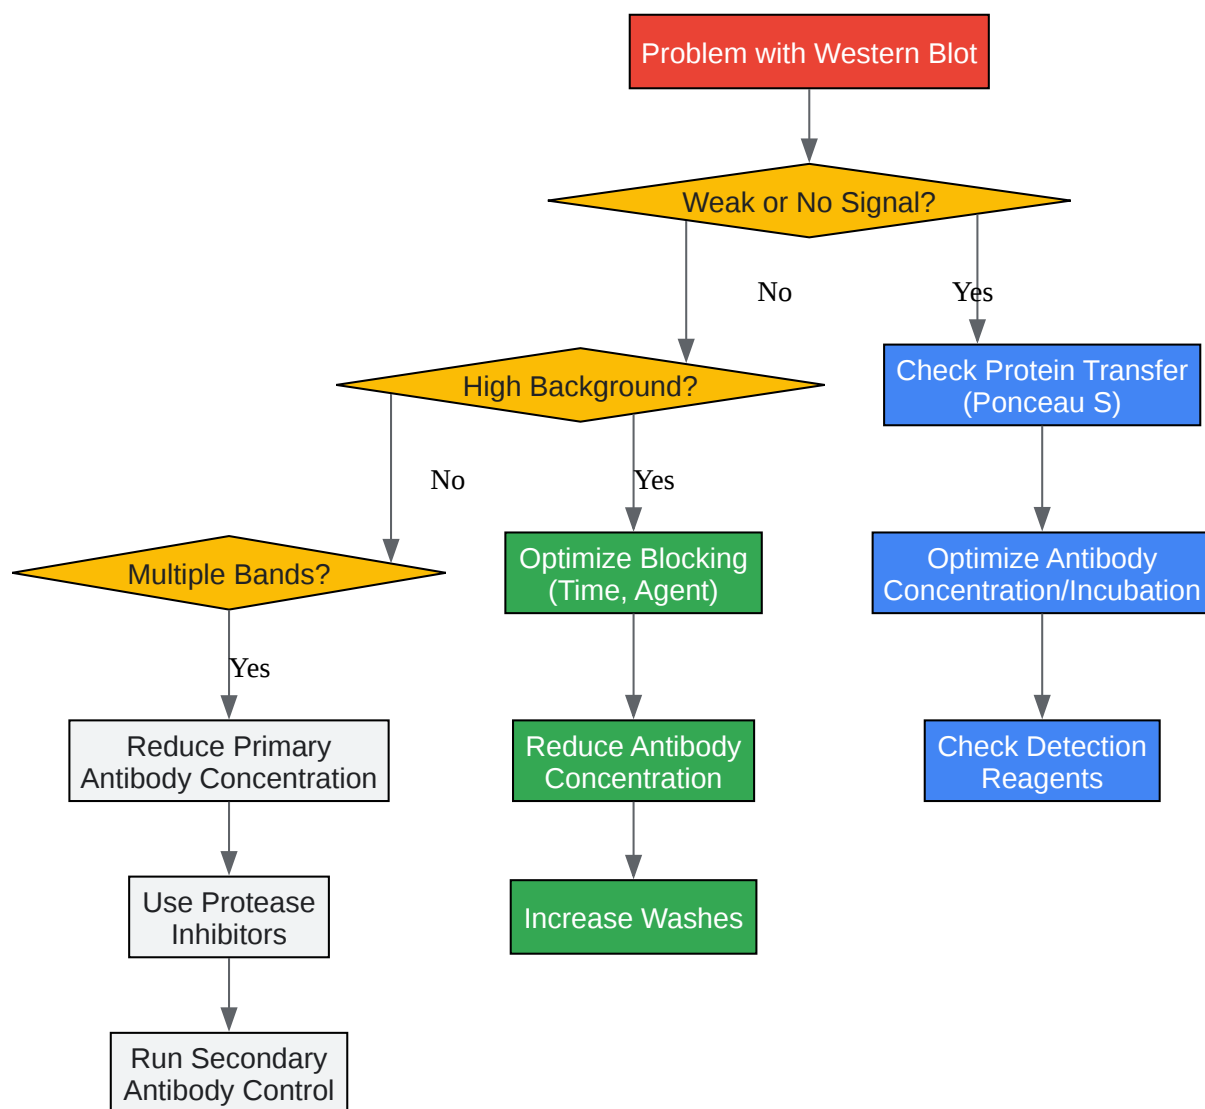 Problem with Western Blot
Weak or No Signal?
No
Yes
High Background?
Check Protein Transfer
(Ponceau S)
No
Yes
Multiple Bands?
Optimize Blocking
(Time, Agent)
Optimize Antibody
Concentration/Incubation
Yes
Reduce Primary
Antibody Concentration
Reduce Antibody
Concentration
Check Detection
Reagents
Use Protease
Inhibitors
Increase Washes
Run Secondary
Antibody Control